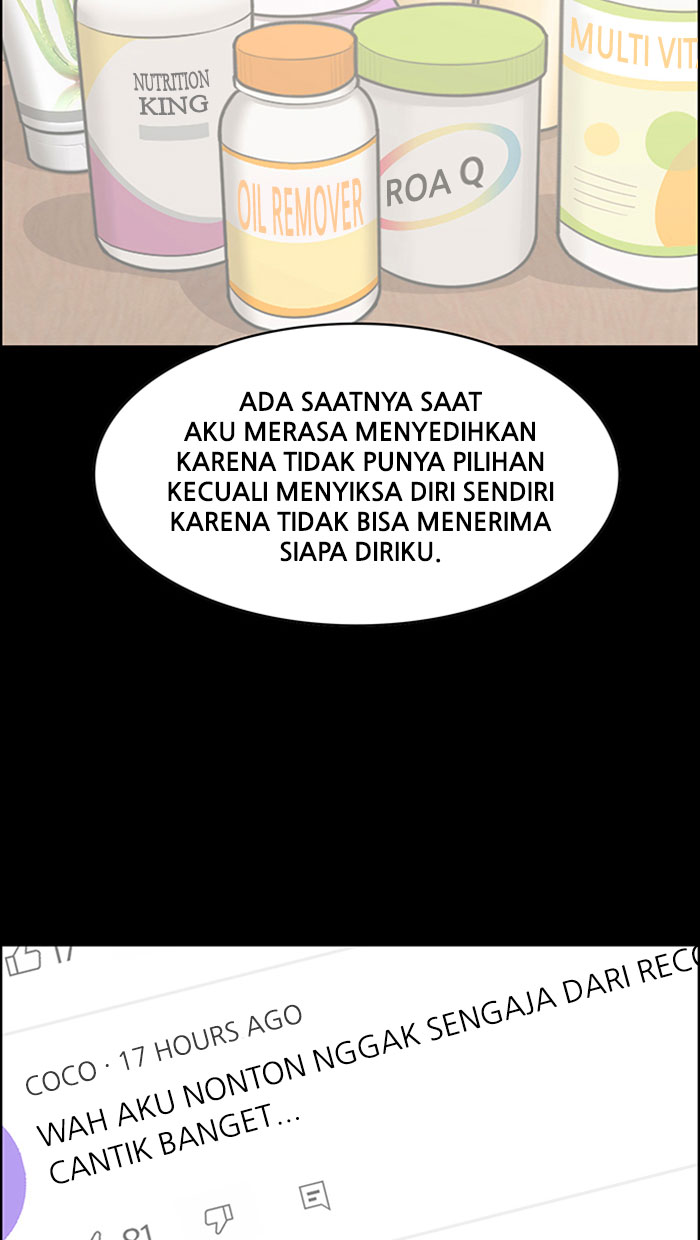 NUTRITION
KING
OIL REMOVER
ROA Q
MULTI VIT
ADA SAATNYA SAAT
AKU MERASA MENYEDIHKAN
KARENA TIDAK PUNYA PILIHAN
KECUALI MENYIKSA DIRI SENDIRI
KARENA TIDAK BISA MENERIMA
SIAPA DIRIKU.
17
COCO · 17 HOURS AGO
WAH AKU NONTON NGGAK SENGAJA DARI RECO
CANTIK BANGET...
81